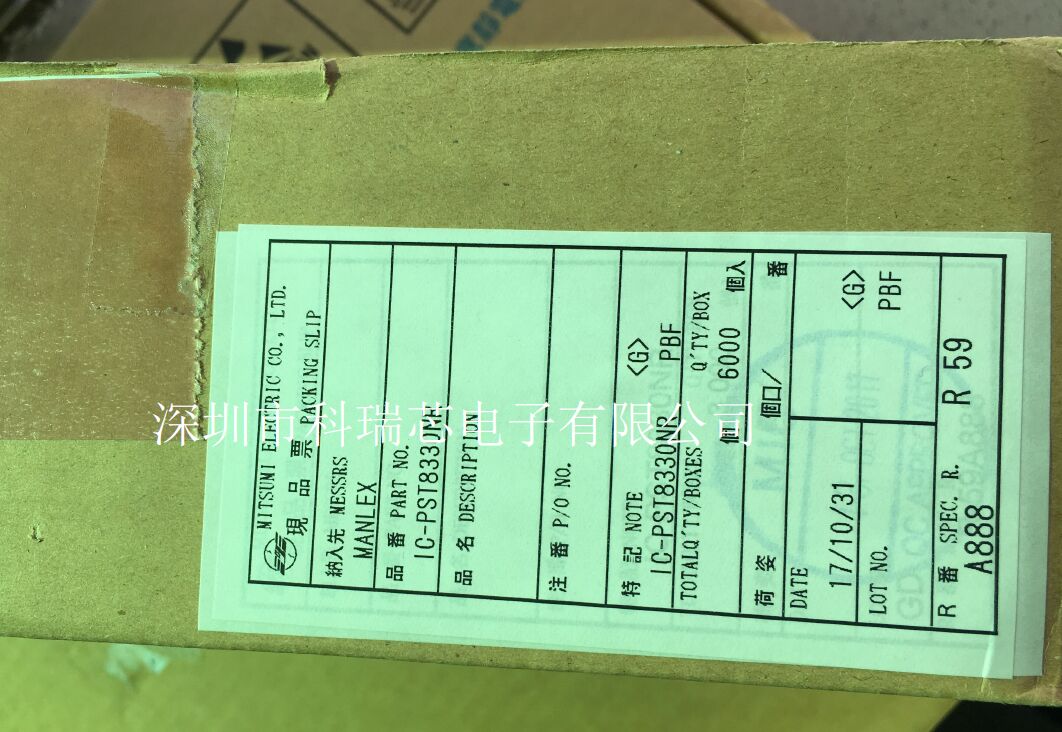 MITSUMI ELECTRIC CO., LTD.
現品票 PACKING SLIP
納入先 MESSRS
MANLEX
品番 PART NO.
IC-PST8330NR
品名 DESCRIPTION
注番 P/O NO.
特記 NOTE <G>
IC-PST8330NR PBF
TOTALQ'TY/BOXES Q'TY/BOX
個 6000 個入
荷姿 個口/ 番
DATE
17/10/31
<G>
PBF
LOT NO.
R番 SPEC. R.
A888 R 59
深圳市科瑞芯电子有限公司